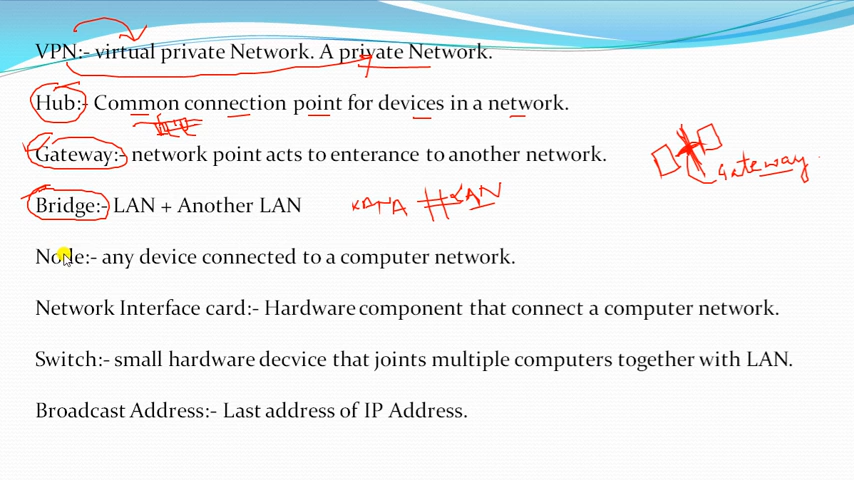 VPN:- virtual private Network. A private Network.
Hub:- Common connection point for devices in a network.
Gateway:- network point acts to enterance to another network.
Gateway
Bridge:- LAN + Another LAN
LAN
Node:- any device connected to a computer network.
Network Interface card:- Hardware component that connect a computer network.
Switch:- small hardware decvice that joints multiple computers together with LAN.
Broadcast Address:- Last address of IP Address.